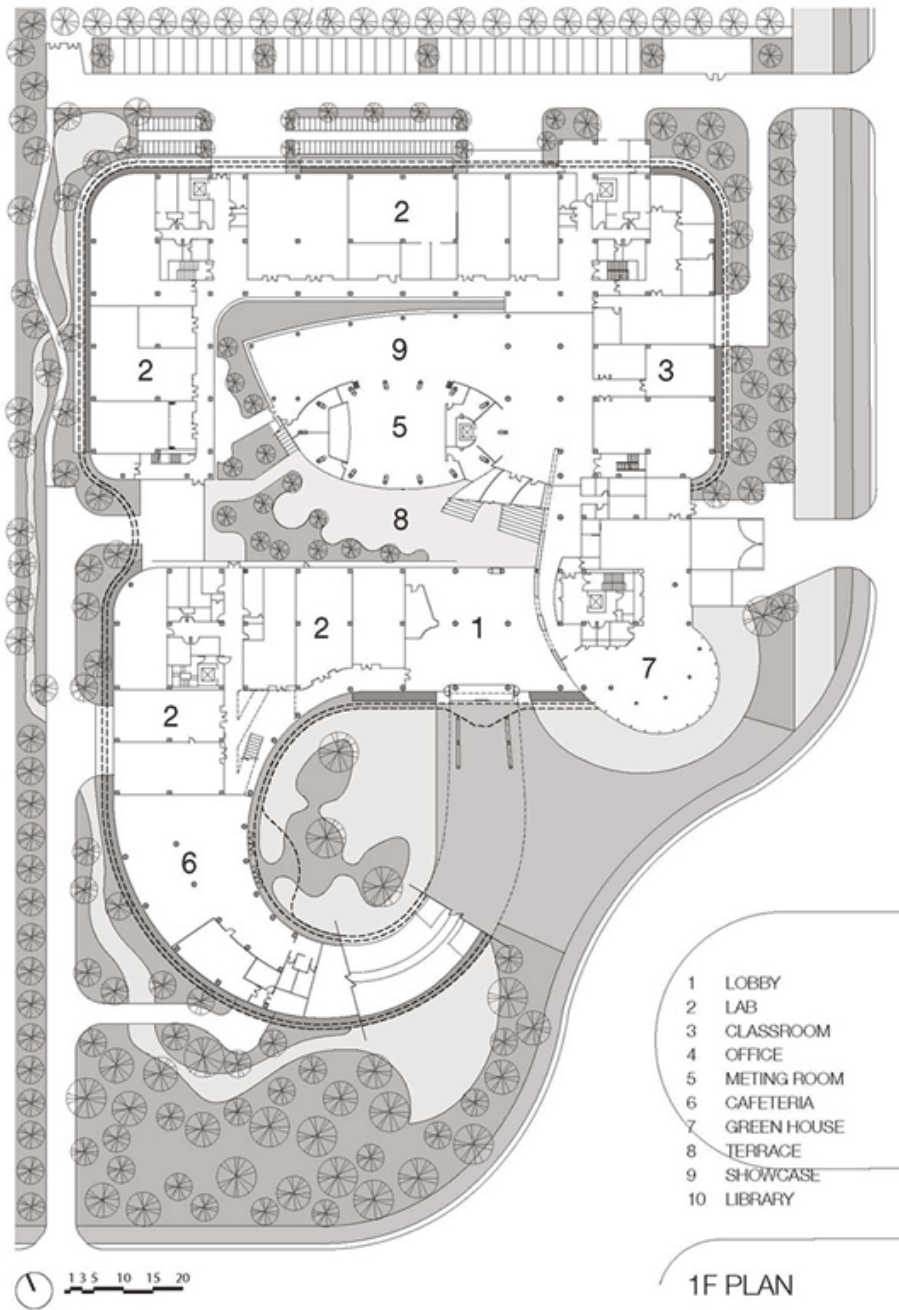 2
9
2
3
5
8
2
1
7
2
6
1 LOBBY
2 LAB
3 CLASSROOM
4 OFFICE
5 METING ROOM
6 CAFETERIA
7 GREEN HOUSE
8 TERRACE
9 SHOWCASE
10 LIBRARY
1 3 5 10 15 20
1F PLAN